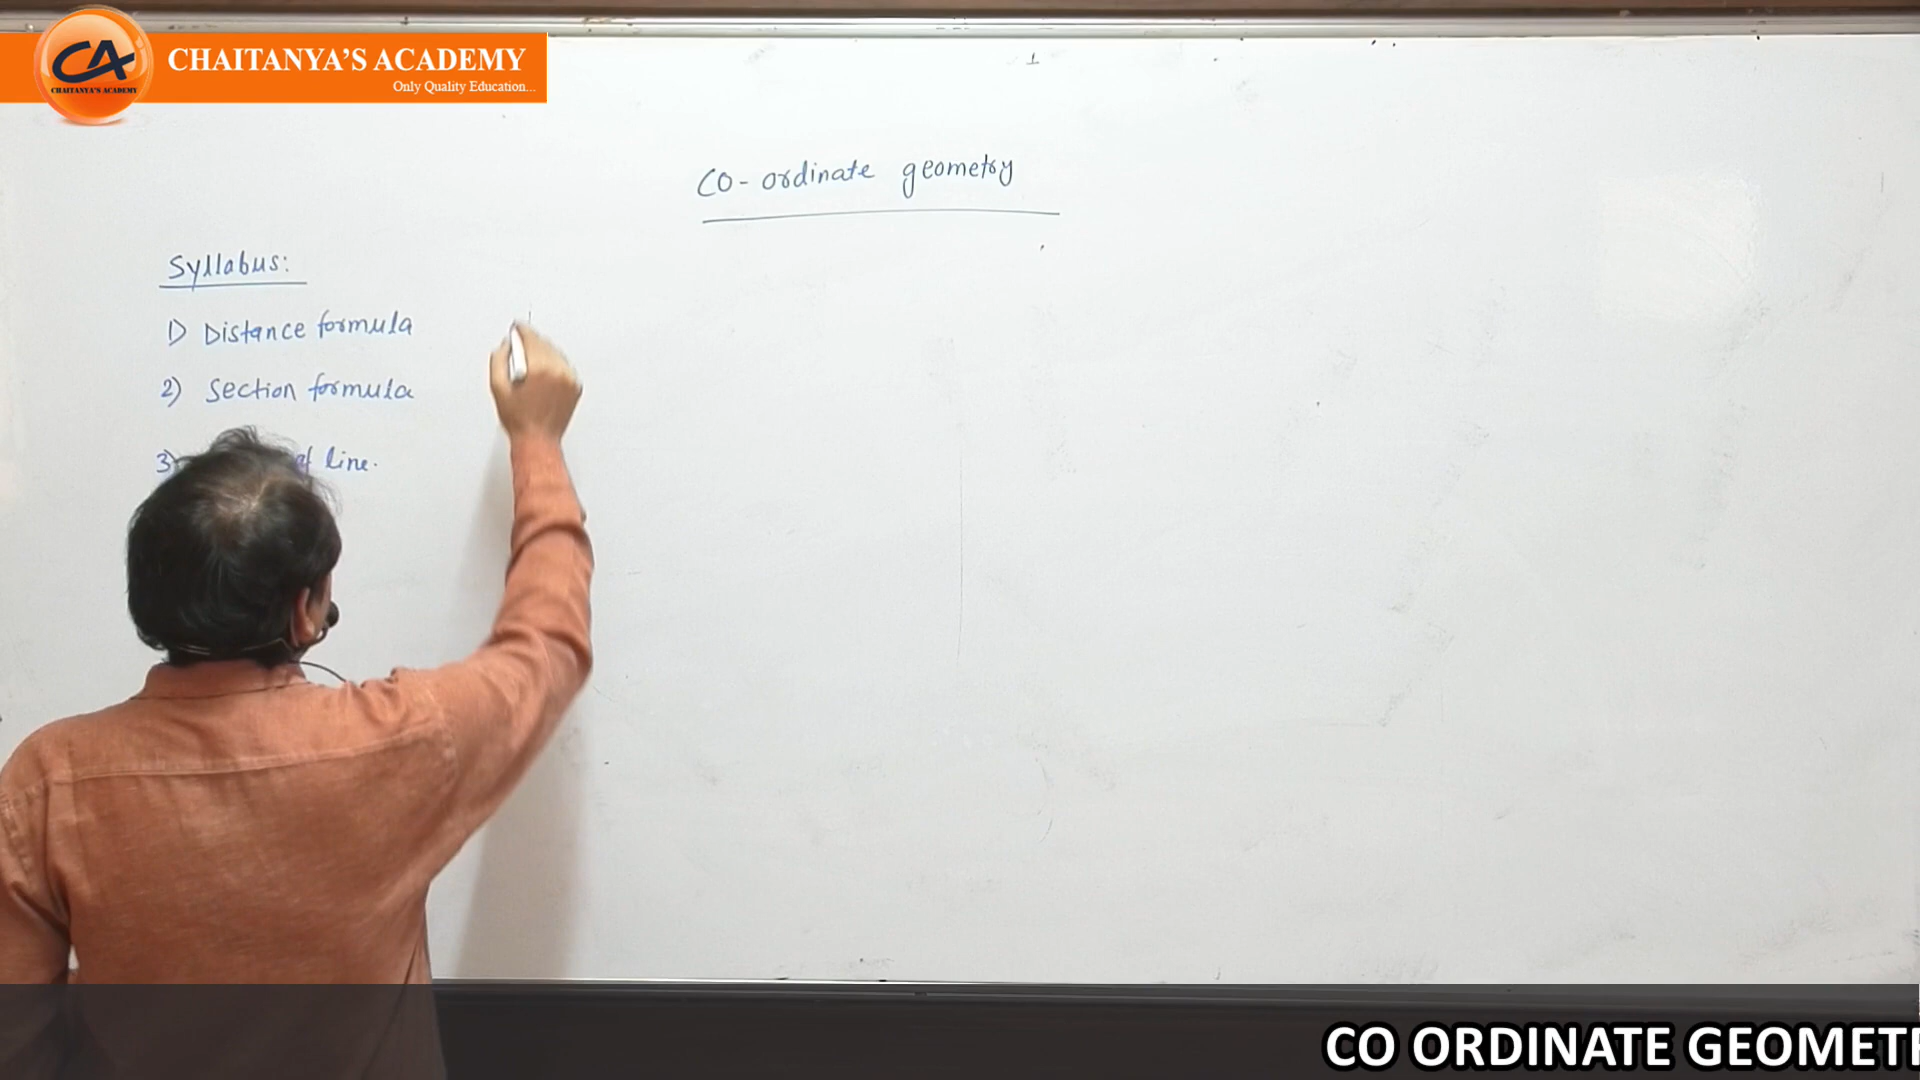 CA
CHAITANYA'S ACADEMY
CHAITANYA'S ACADEMY
Only Quality Education...
Co-ordinate geometry
Syllabus:
1) Distance formula
2) Section formula
3) of line.
CO ORDINATE GEOMET